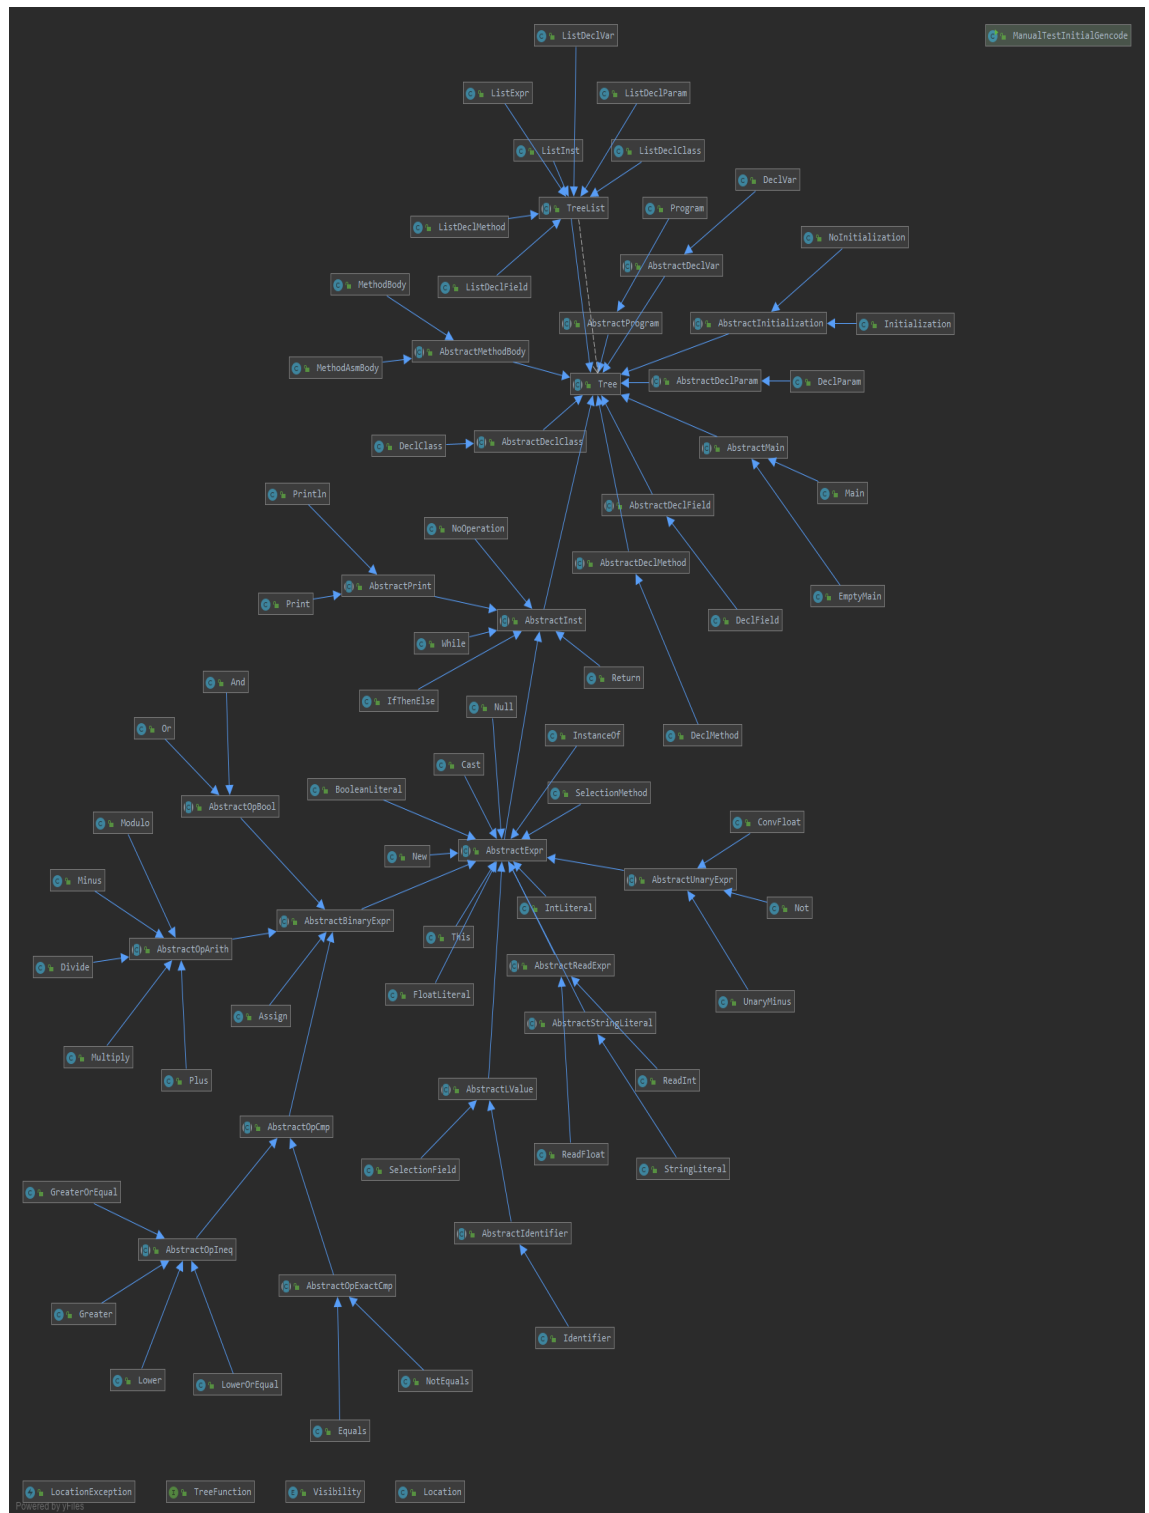 ListDeclVar
ManualTestInitialGencode
ListExpr
ListDeclParam
ListInst
ListDeclClass
DeclVar
TreeList
Program
ListDeclMethod
NoInitialization
AbstractDeclVar
MethodBody
ListDeclField
AbstractProgram
AbstractInitialization
Initialization
AbstractMethodBody
MethodAsmBody
Tree
AbstractDeclParam
DeclParam
DeclClass
AbstractDeclClass
AbstractMain
Println
Main
AbstractDeclField
NoOperation
AbstractDeclMethod
AbstractPrint
EmptyMain
Print
AbstractInst
DeclField
While
Return
And
IfThenElse
Null
Or
InstanceOf
DeclMethod
Cast
BooleanLiteral
SelectionMethod
AbstractOpBool
Modulo
ConvFloat
New
AbstractExpr
Minus
AbstractUnaryExpr
IntLiteral
Not
AbstractBinaryExpr
This
AbstractOpArith
Divide
AbstractReadExpr
FloatLiteral
UnaryMinus
Assign
AbstractStringLiteral
Multiply
Plus
ReadInt
AbstractLValue
AbstractOpCmp
ReadFloat
SelectionField
StringLiteral
GreaterOrEqual
AbstractIdentifier
AbstractOpIneq
AbstractOpExactCmp
Greater
Identifier
Lower
LowerOrEqual
NotEquals
Equals
LocationException
TreeFunction
Visibility
Location
Powered by yFiles